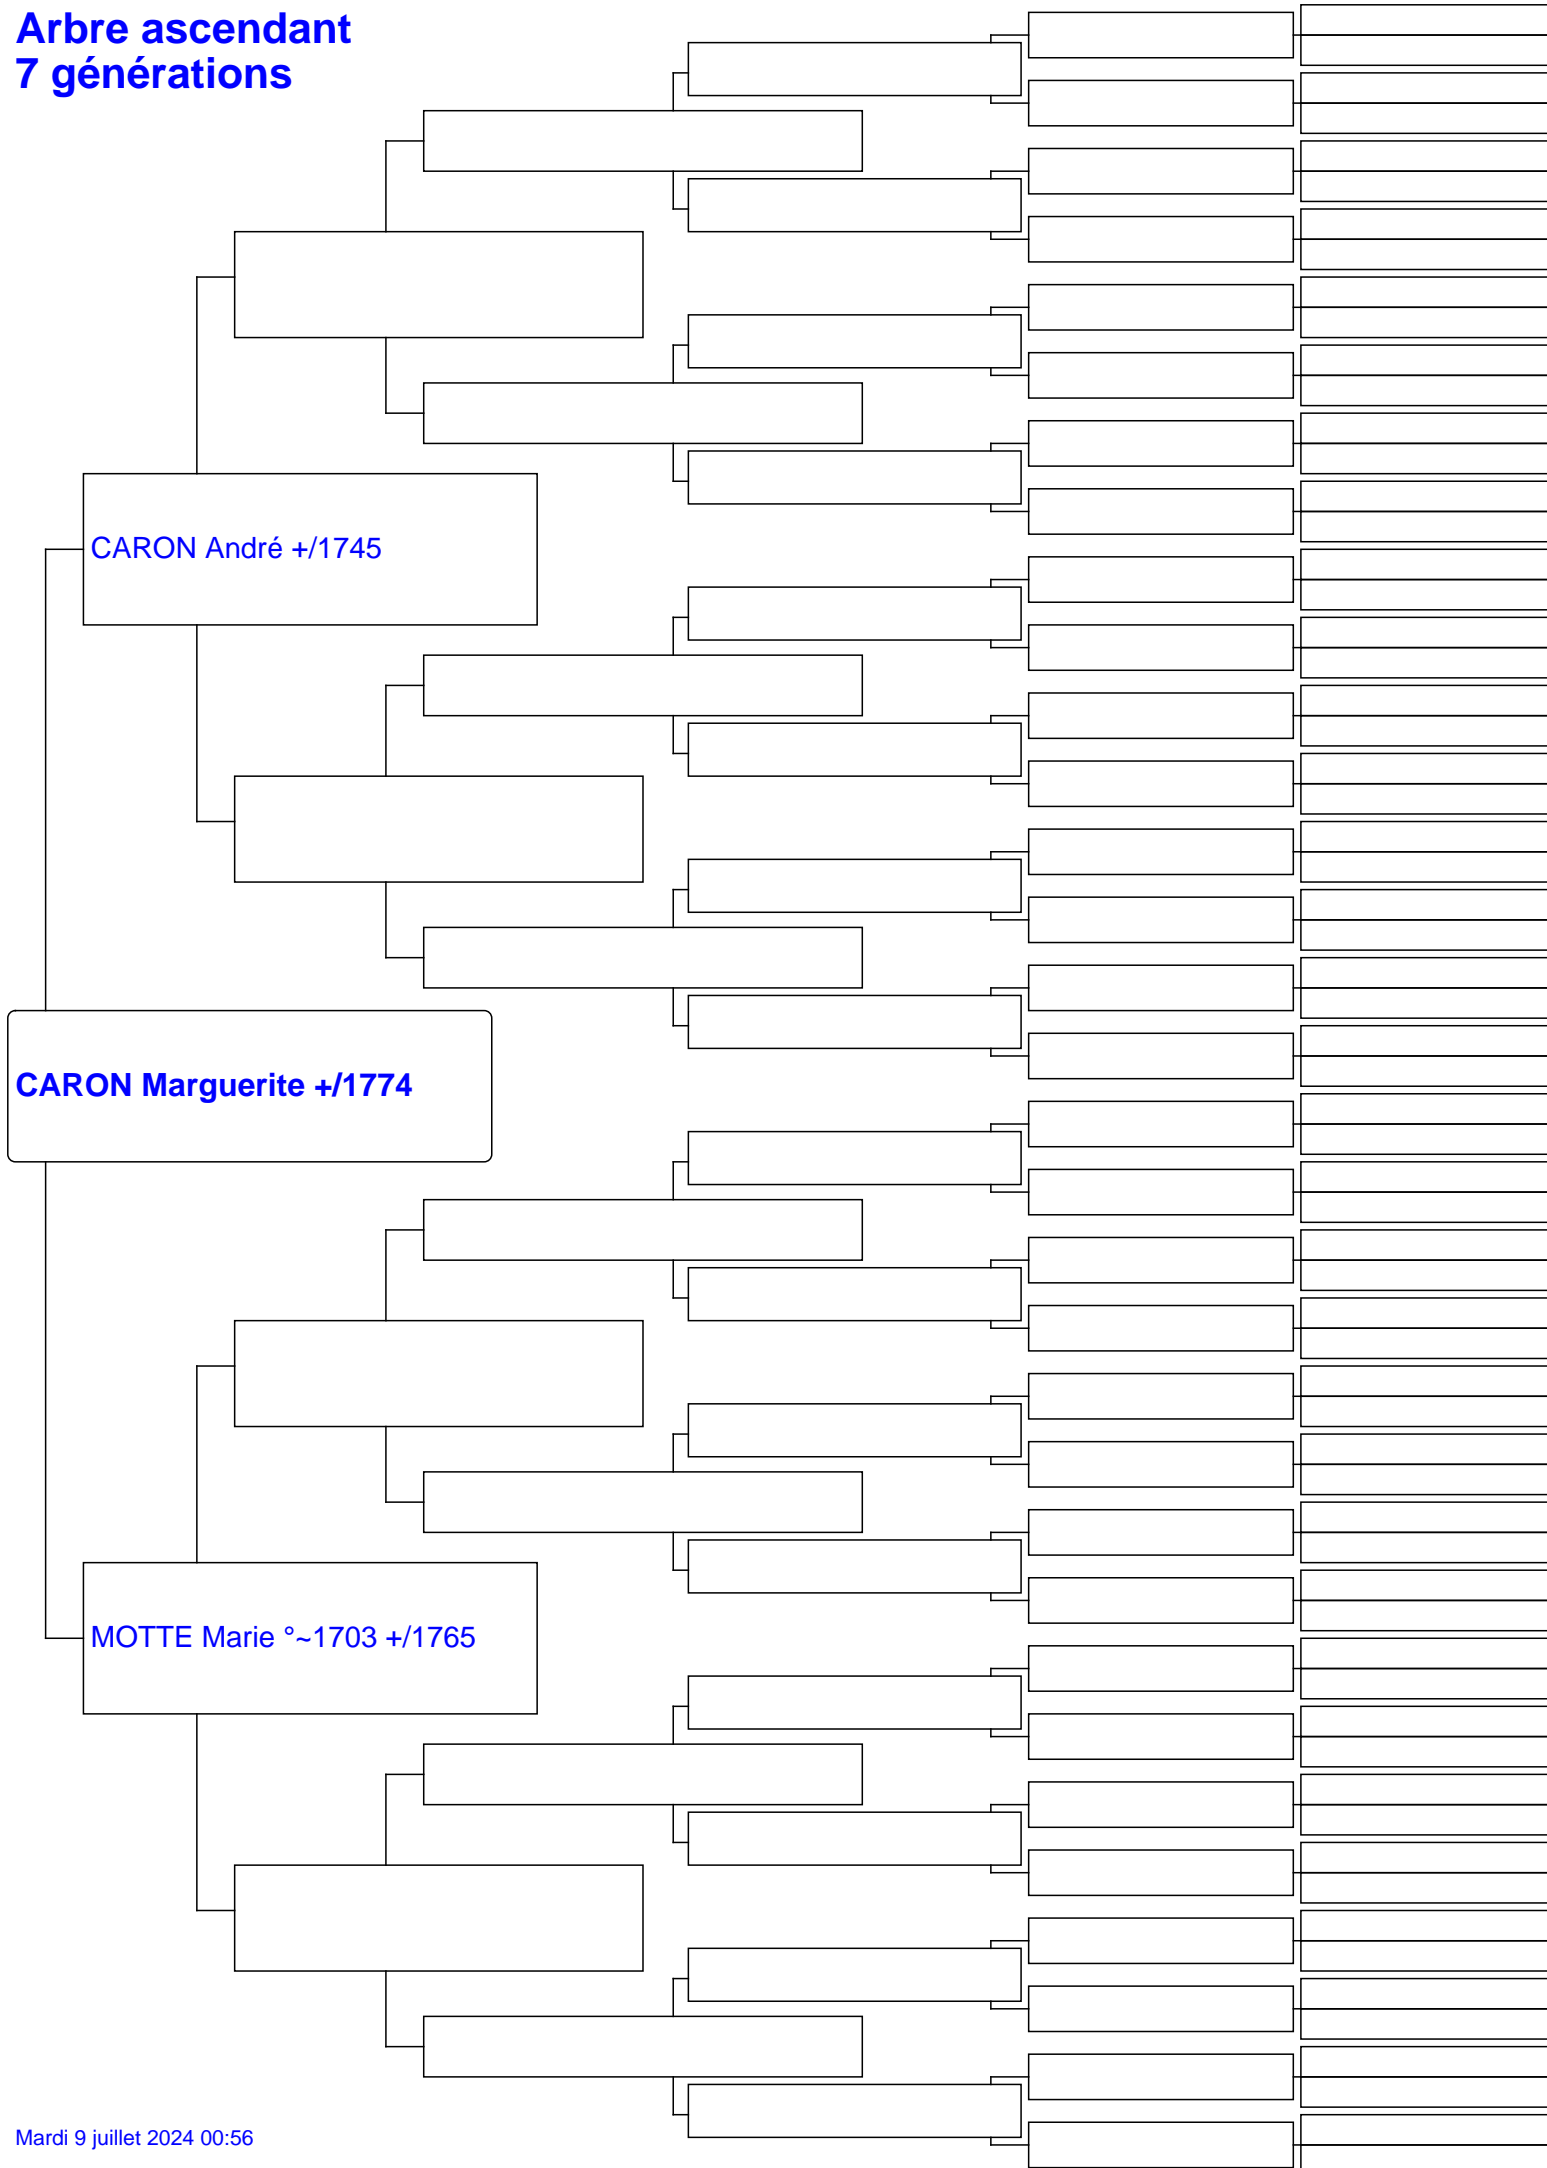 Arbre ascendant
7 générations
CARON André +/1745
CARON Marguerite +/1774
MOTTE Marie °~1703 +/1765
Mardi 9 juillet 2024 00:56